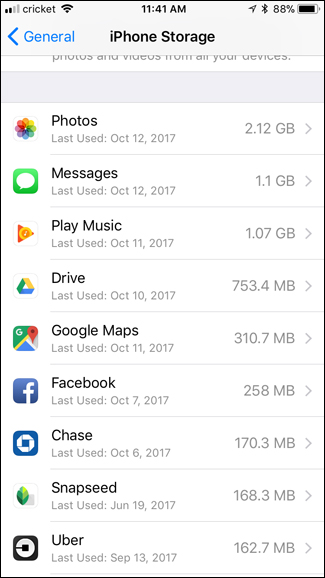 cricket 11:41 AM 88%
General iPhone Storage
photos and videos from all your devices.
Photos
Last Used: Oct 12, 2017
2.12 GB
Messages
Last Used: Oct 12, 2017
1.1 GB
Play Music
Last Used: Oct 11, 2017
1.07 GB
Drive
Last Used: Oct 10, 2017
753.4 MB
Google Maps
Last Used: Oct 11, 2017
310.7 MB
Facebook
Last Used: Oct 7, 2017
258 MB
Chase
Last Used: Oct 6, 2017
170.3 MB
Snapseed
Last Used: Jun 19, 2017
168.3 MB
Uber
Last Used: Sep 13, 2017
162.7 MB